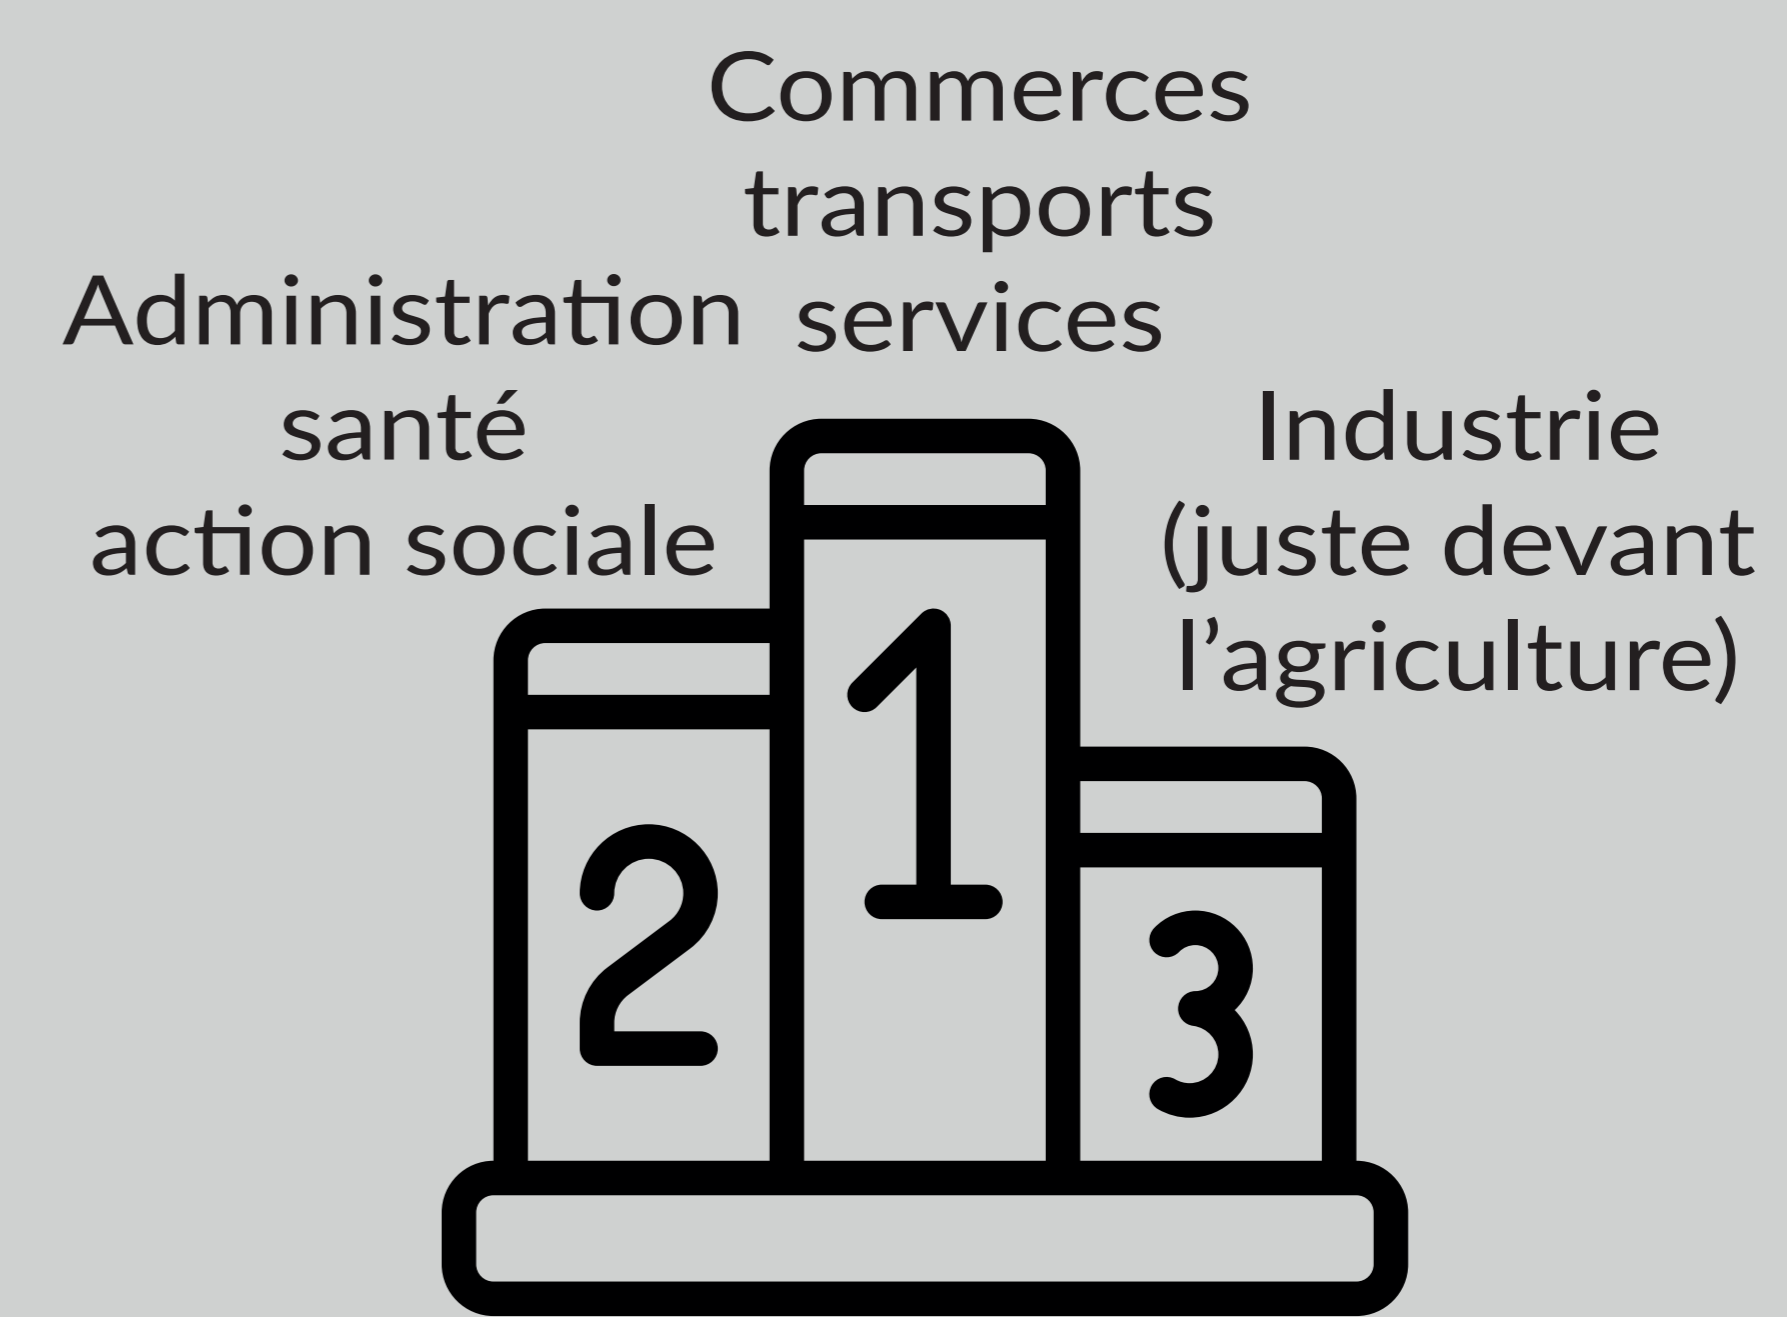 Commerces
transports
services
Administration
santé
action sociale
Industrie
(juste devant
l’agriculture)
1
2
3